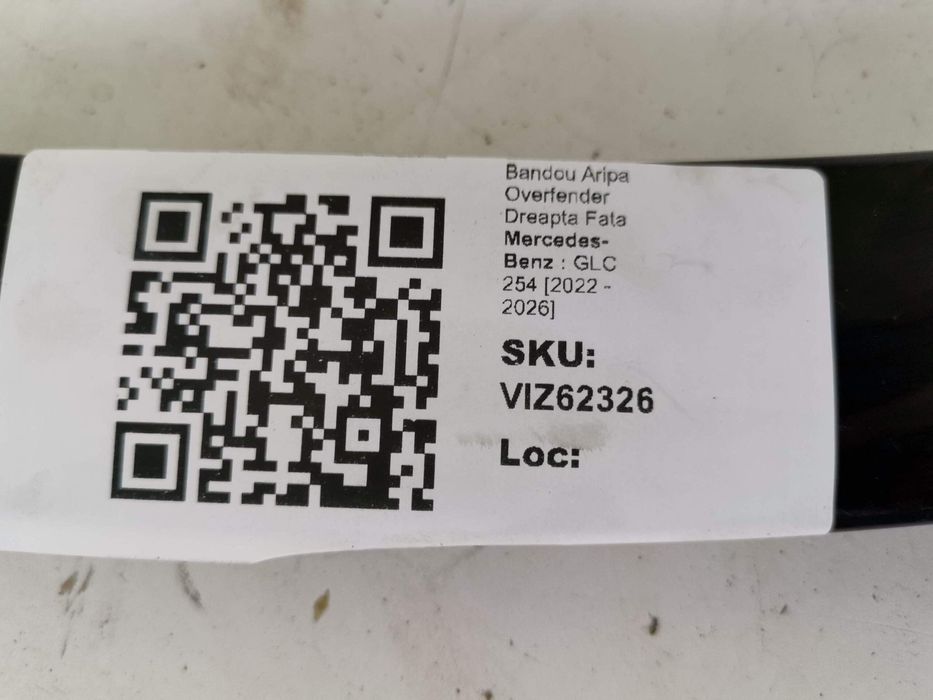 Bandou Aripa
Overfender
Dreapta Fata
Mercedes-
Benz : GLC
254 [2022 -
2026]
SKU:
VIZ62326
Loc: